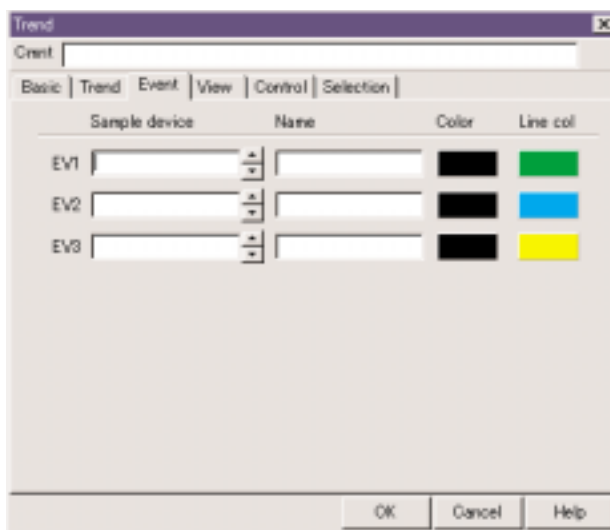 Trend
Cmnt
Basic Trend Event View Control Selection
Sample device Name Color Line col
EV1
EV2
EV3
OK Cancel Help